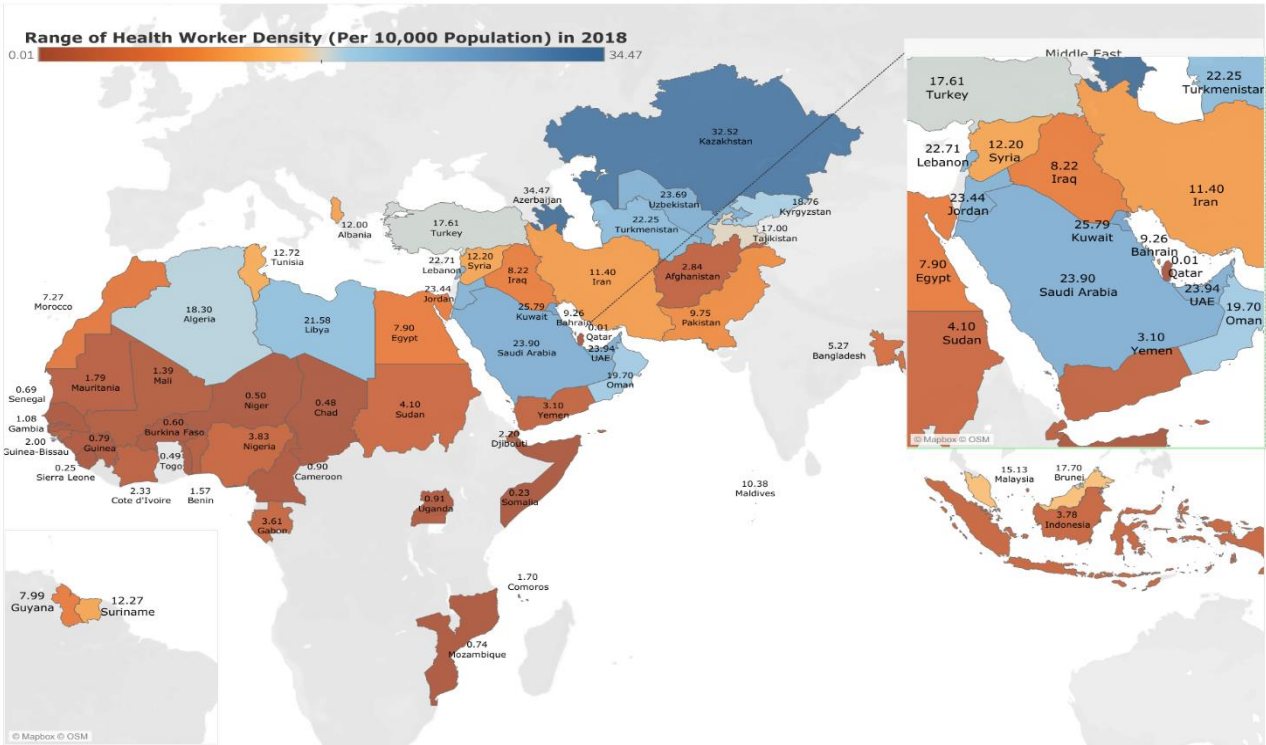 Range of Health Worker Density (Per 10,000 Population) in 2018
0.01
34.47
Middle East
32.52
Kazakhstan
34.47
Azerbaijan
23.69
Uzbekistan
18.76
Kyrgyzstan
22.25
Turkmenistan
17.00
Tajikistan
12.00
Albania
17.61
Turkey
12.72
Tunisia
22.71
Lebanon
12.20
Syria
8.22
Iraq
11.40
Iran
2.84
Afghanistan
7.27
Morocco
18.30
Algeria
21.58
Libya
7.90
Egypt
23.44
Jordan
25.79
Kuwait
9.26
Bahrain
0.01
Qatar
9.75
Pakistan
23.90
Saudi Arabia
23.94
UAE
19.70
Oman
5.27
Bangladesh
0.69
Senegal
1.79
Mauritania
1.39
Mali
0.50
Niger
0.48
Chad
4.10
Sudan
3.10
Yemen
1.08
Gambia
2.00
Guinea-Bissau
0.79
Guinea
0.60
Burkina Faso
3.83
Nigeria
2.20
Djibouti
0.25
Sierra Leone
0.49
Togo
0.90
Cameroon
2.33
Cote d'Ivoire
1.57
Benin
3.61
Gabon
0.91
Uganda
0.23
Somalia
10.38
Maldives
15.13
Malaysia
17.70
Brunei
3.78
Indonesia
1.70
Comoros
0.74
Mozambique
7.99
Guyana
12.27
Suriname
© Mapbox © OSM
17.61
Turkey
22.25
Turkmenistan
22.71
Lebanon
12.20
Syria
8.22
Iraq
11.40
Iran
23.44
Jordan
25.79
Kuwait
9.26
Bahrain
0.01
Qatar
7.90
Egypt
23.90
Saudi Arabia
23.94
UAE
19.70
Oman
4.10
Sudan
3.10
Yemen
© Mapbox © OSM